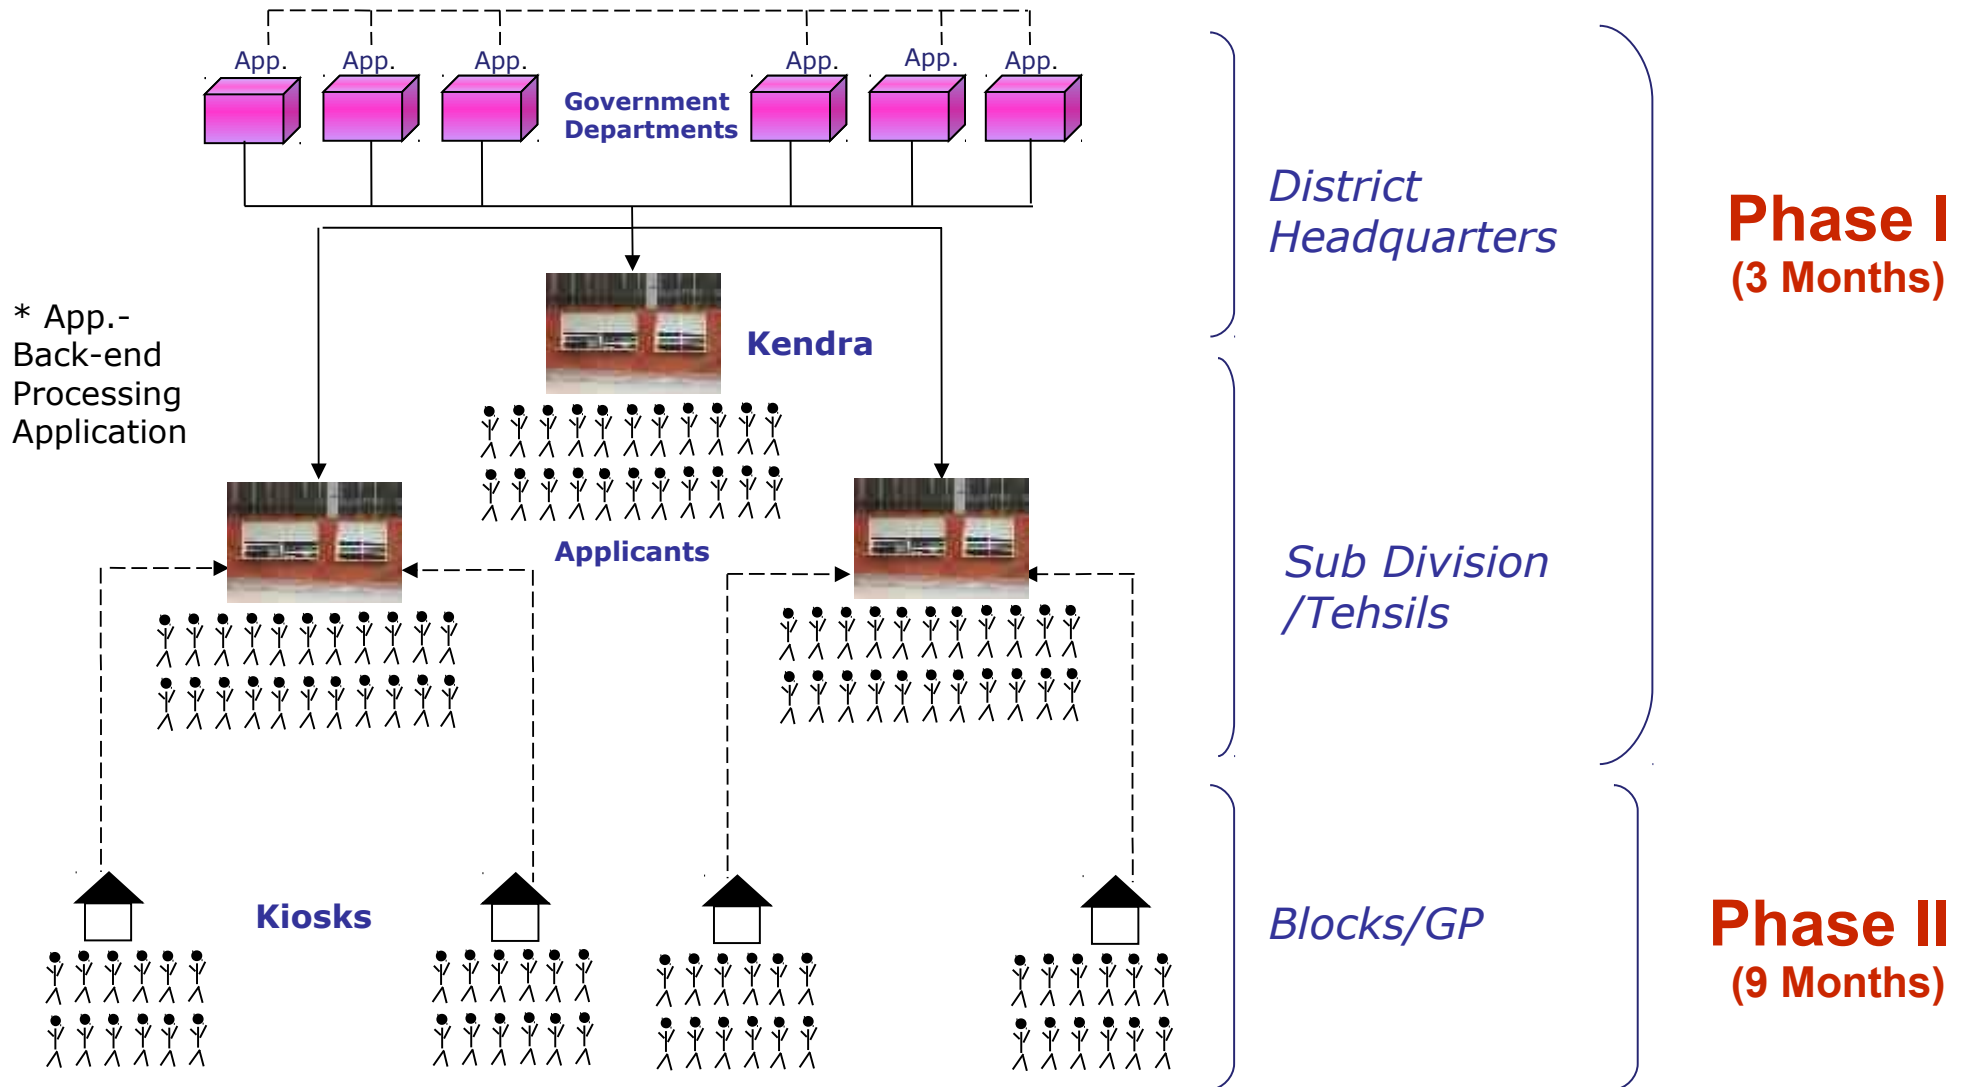 App.
App.
App.
App.
App.
App.
Government
Departments
District
Headquarters
Phase I
(3 Months)
* App.-
Back-end
Processing
Application
Kendra
Applicants
Sub Division
/Tehsils
Kiosks
Blocks/GP
Phase II
(9 Months)